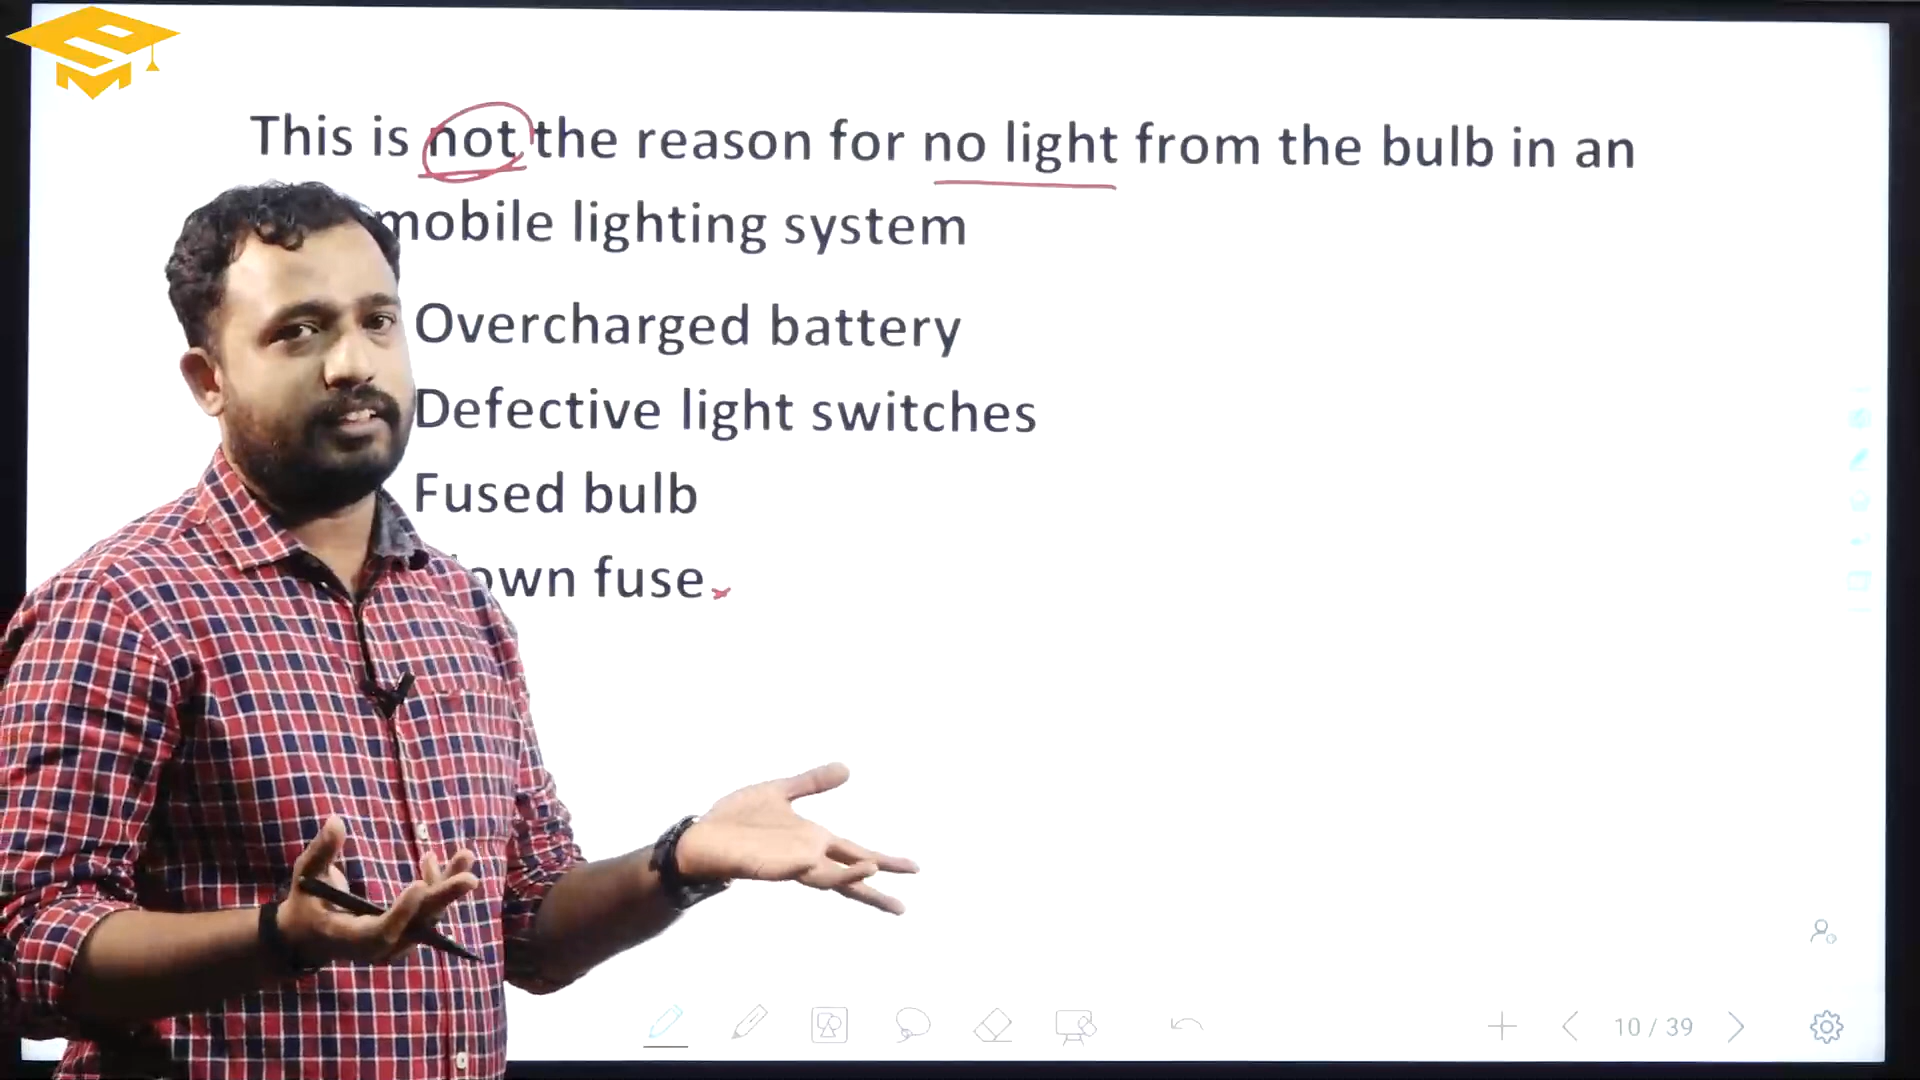 This is not the reason for no light from the bulb in an
mobile lighting system
Overcharged battery
Defective light switches
Fused bulb
own fuse
10 / 39